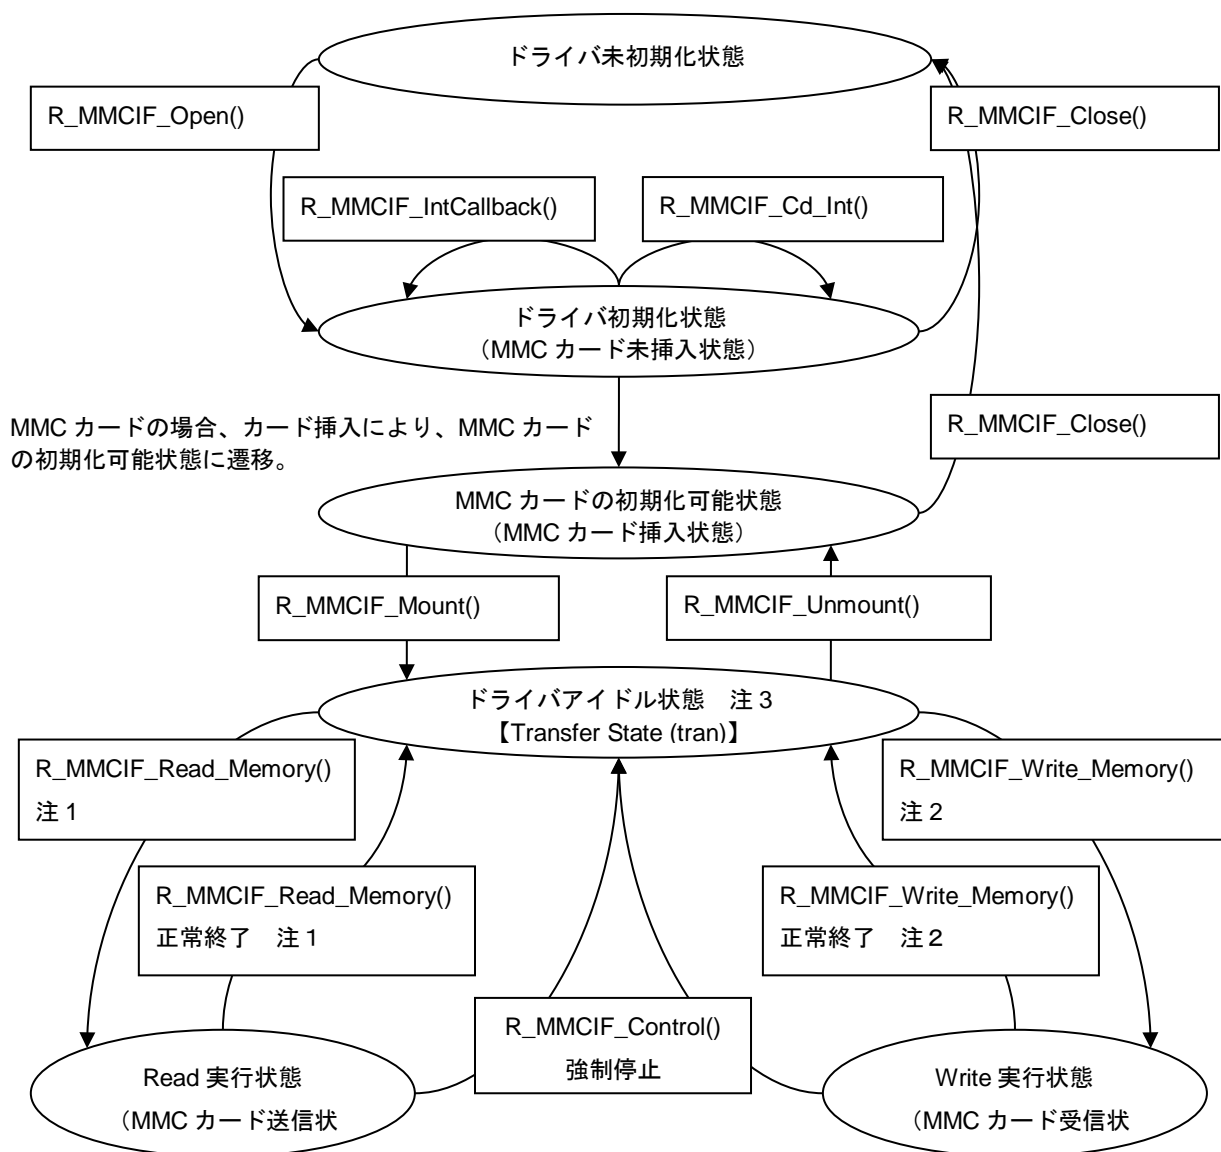 ドライバ未初期化状態
R_MMCIF_Open()
R_MMCIF_Close()
R_MMCIF_IntCallback()
R_MMCIF_Cd_Int()
ドライバ初期化状態
（MMC カード未挿入状態）
MMC カードの場合、カード挿入により、MMC カード
の初期化可能状態に遷移。
R_MMCIF_Close()
MMC カードの初期化可能状態
（MMC カード挿入状態）
R_MMCIF_Mount()
R_MMCIF_Unmount()
ドライバアイドル状態　注 3
【Transfer State (tran)】
R_MMCIF_Read_Memory()
注 1
R_MMCIF_Write_Memory()
注 2
R_MMCIF_Read_Memory()
正常終了　注 1
R_MMCIF_Write_Memory()
正常終了　注 2
R_MMCIF_Control()
強制停止
Read 実行状態
（MMC カード送信状
Write 実行状態
（MMC カード受信状